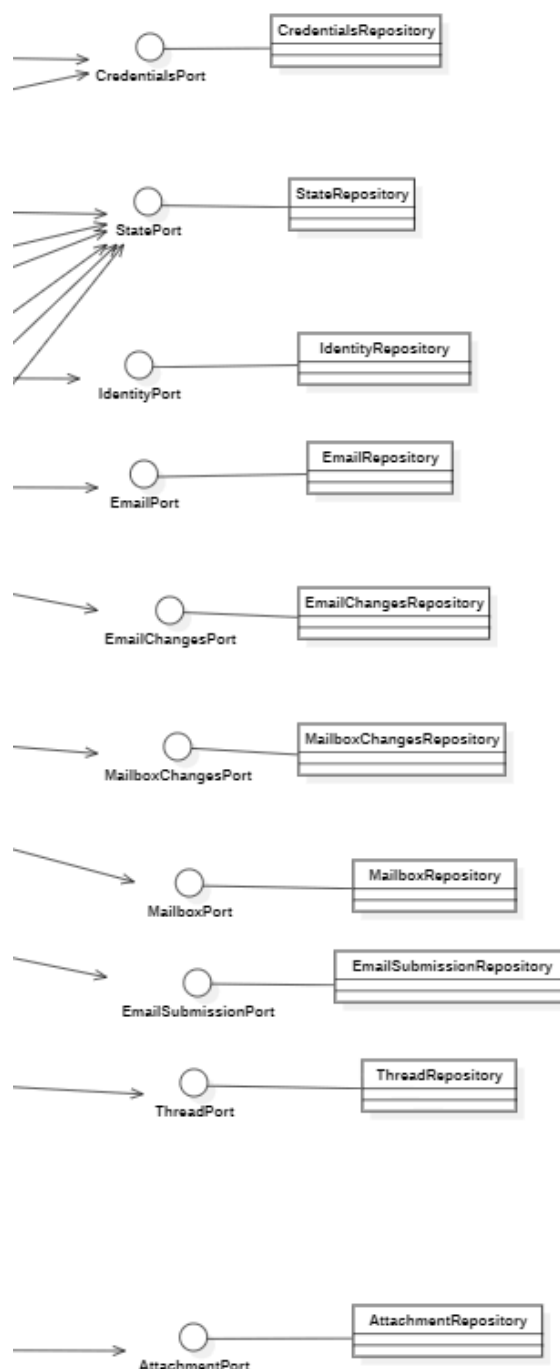 CredentialsRepository
CredentialsPort
StateRepository
StatePort
IdentityRepository
IdentityPort
EmailRepository
EmailPort
EmailChangesRepository
EmailChangesPort
MailboxChangesRepository
MailboxChangesPort
MailboxRepository
MailboxPort
EmailSubmissionRepository
EmailSubmissionPort
ThreadRepository
ThreadPort
AttachmentRepository
AttachmentPort